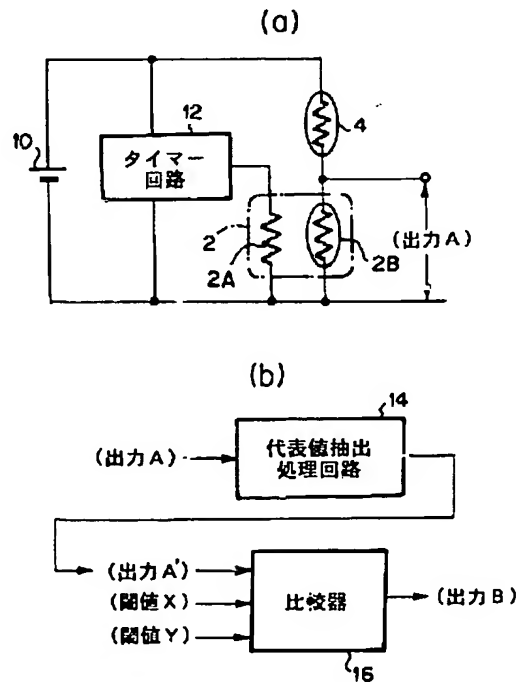 (a)
10
12
タイマー
回路
4
2
2A
2B
(出力A)
(b)
14
(出力A)
代表値抽出
処理回路
(出力A')
(閾値X)
(閾値Y)
比較器
(出力B)
16